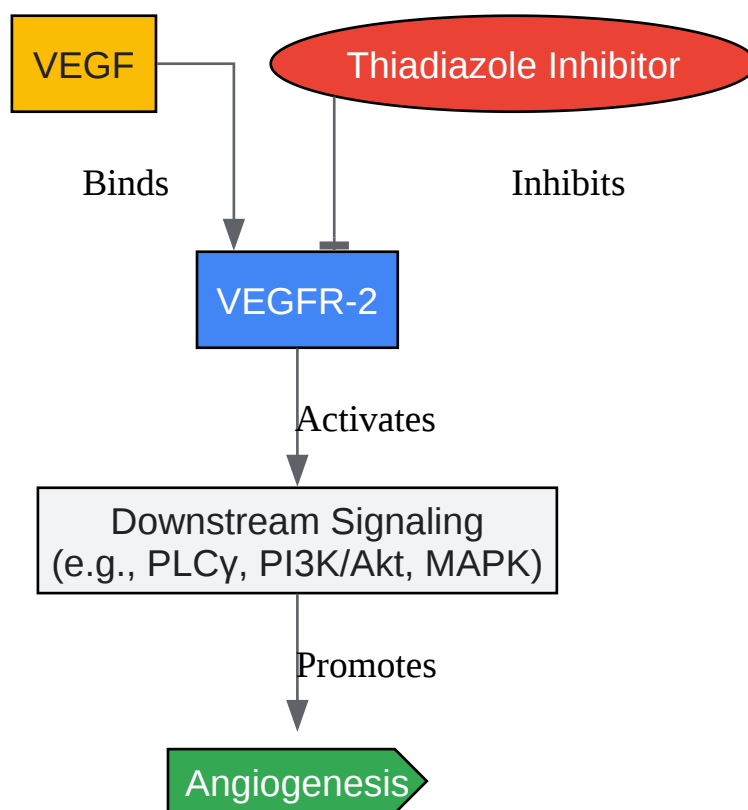 VEGF
Thiadiazole Inhibitor
Binds
Inhibits
VEGFR-2
Activates
Downstream Signaling
(e.g., PLCγ, PI3K/Akt, MAPK)
Promotes
Angiogenesis